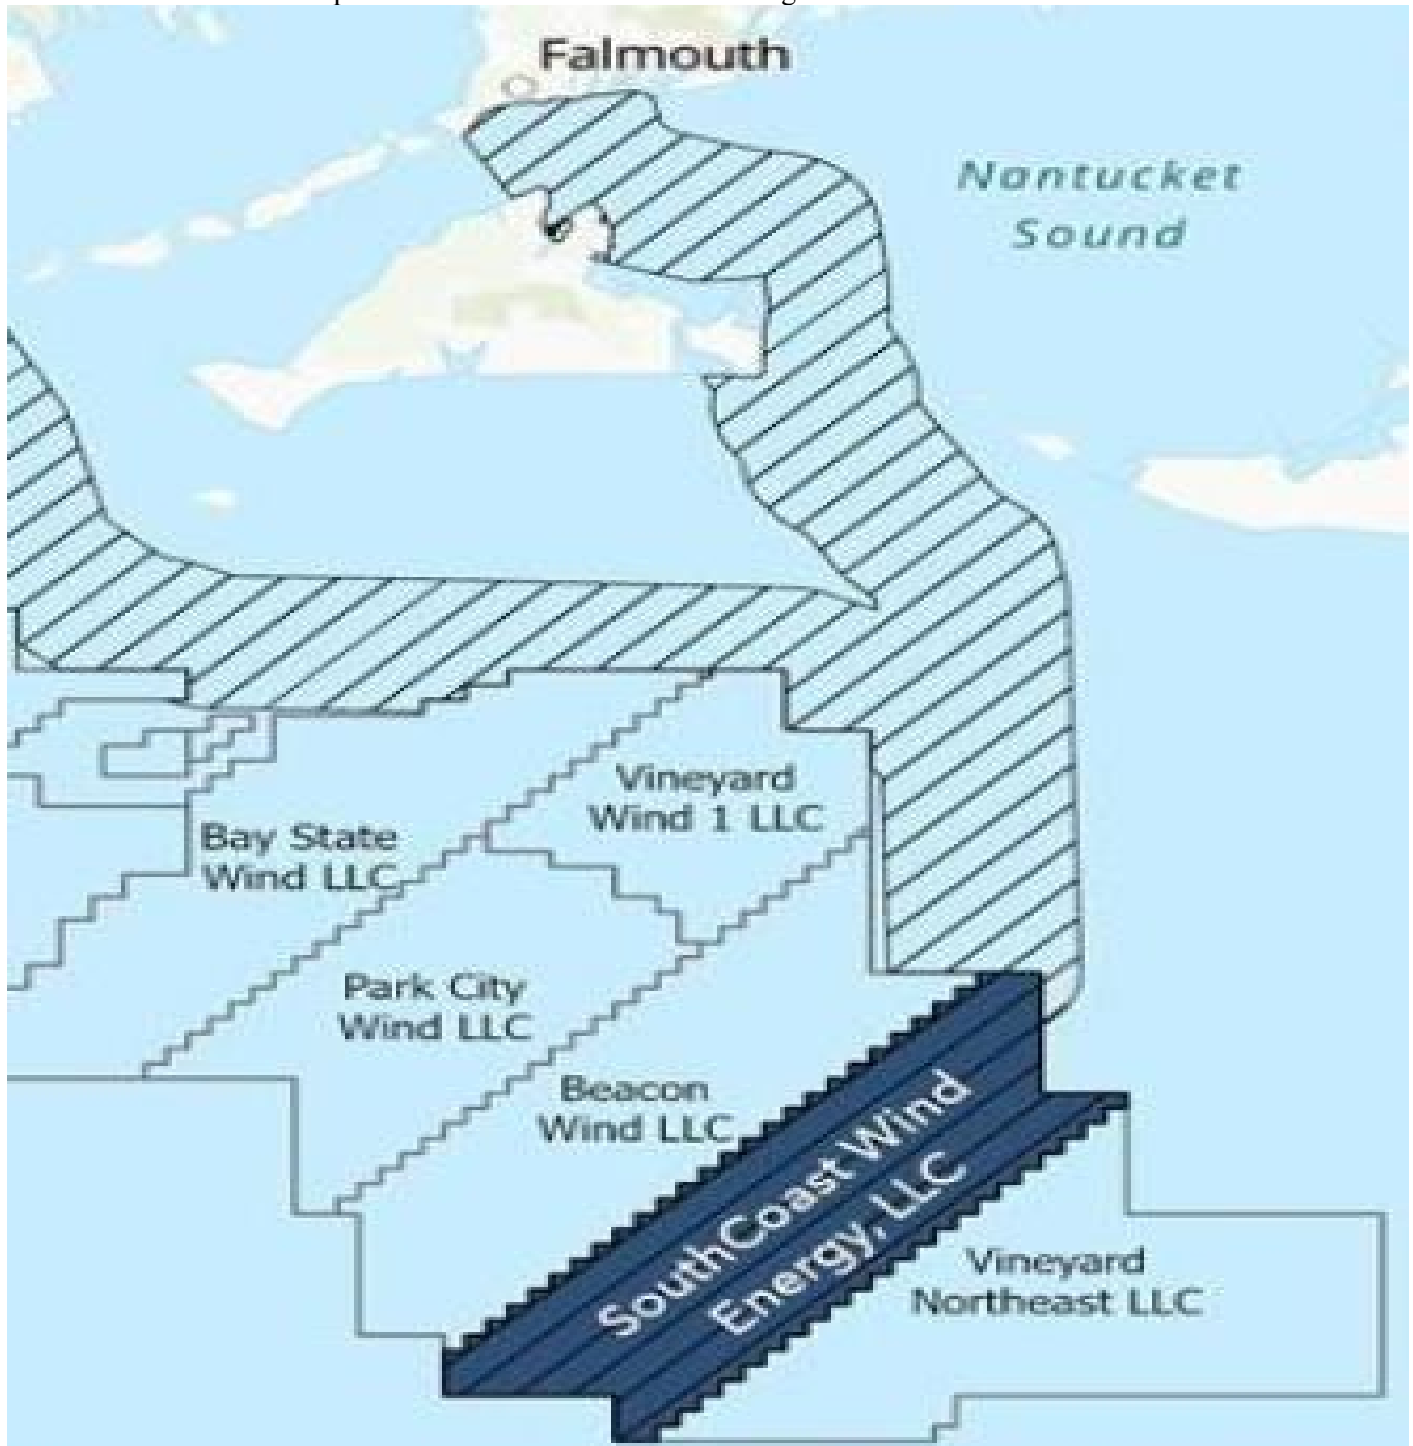 Falmouth
Nantucket
Sound
Vineyard
Wind 1 LLC
Bay State
Wind LLC
Park City
Wind LLC
Beacon
Wind LLC
SouthCoast Wind
Energy, LLC
Vineyard
Northeast LLC